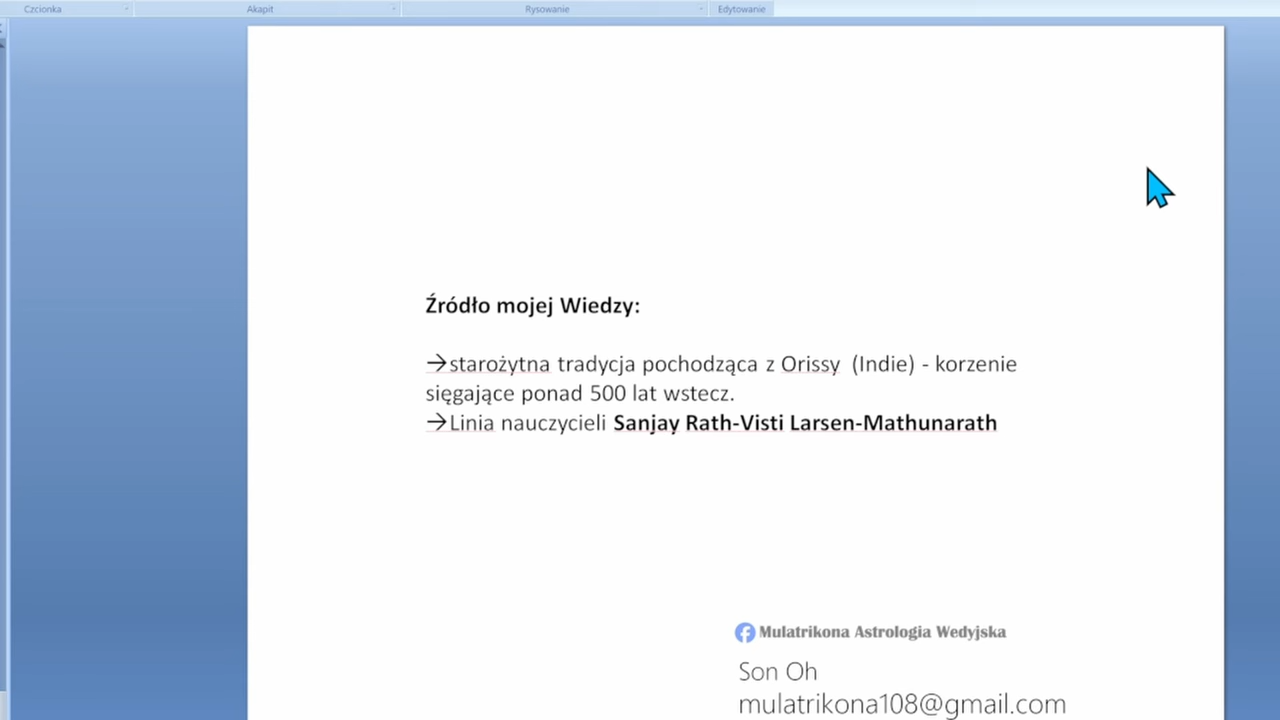 Czcionka Akapit Rysowanie Edytowanie
Źródło mojej Wiedzy:
→starożytna tradycja pochodząca z Orissy (Indie) - korzenie
sięgające ponad 500 lat wstecz.
→Linia nauczycieli Sanjay Rath-Visti Larsen-Mathunarath
Mulatrikona Astrologia Wedyjska
Son Oh
mulatrikona108@gmail.com